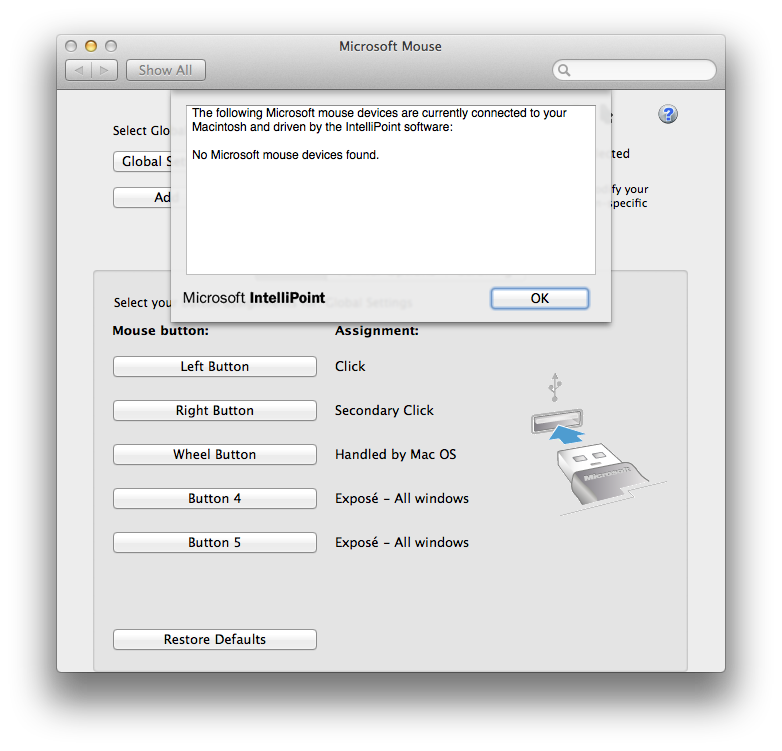 Microsoft Mouse
Show All
The following Microsoft mouse devices are currently connected to your
Macintosh and driven by the IntelliPoint software:
No Microsoft mouse devices found.
Select Glo
Global S
Add
ted
fy your
specific
Microsoft IntelliPoint
OK
Select you
Global Settings
Mouse button:
Assignment:
Left Button
Click
Right Button
Secondary Click
Wheel Button
Handled by Mac OS
Button 4
Exposé – All windows
Button 5
Exposé – All windows
Microsoft
Restore Defaults